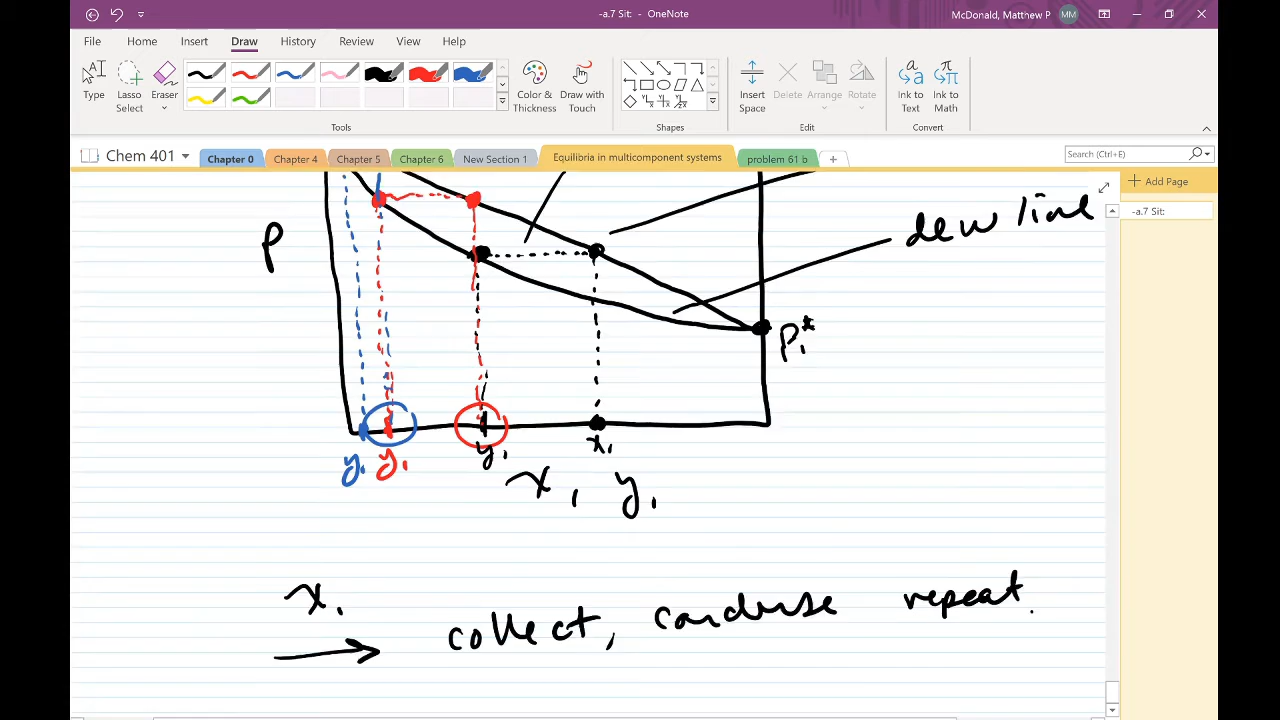 -a.7 Sit: - OneNote
McDonald, Matthew P MM
File Home Insert Draw History Review View Help
Type
Lasso Select
Eraser
Color & Thickness
Draw with Touch
Insert Space
Delete
Arrange
Rotate
Ink to Text
Ink to Math
Tools
Shapes
Edit
Convert
Chem 401
Chapter 0
Chapter 4
Chapter 5
Chapter 6
New Section 1
Equilibria in multicomponent systems
problem 61 b
Search (Ctrl+E)
Add Page
-a.7 Sit:
dew line
P
P₁*
y₁ y₁ y₁ x₁
x, y₁
x₁
→ collect, condense repeat.